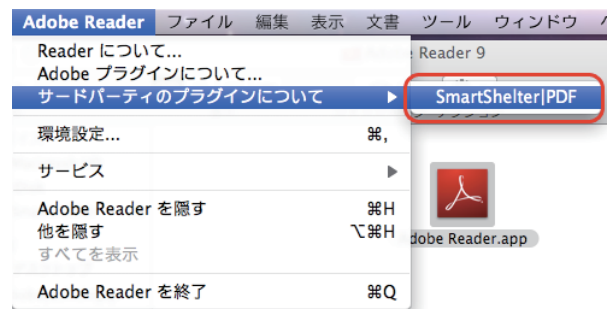 Adobe Reader ファイル 編集 表示 文書 ツール ウィンドウ
Reader について...
Adobe プラグインについて...
サードパーティのプラグインについて ▶
SmartShelter|PDF
環境設定... ⌘,
サービス ▶
Adobe Reader を隠す ⌘H
他を隠す ⌥⌘H
すべてを表示
Adobe Reader を終了 ⌘Q
Reader 9
dobe Reader.app